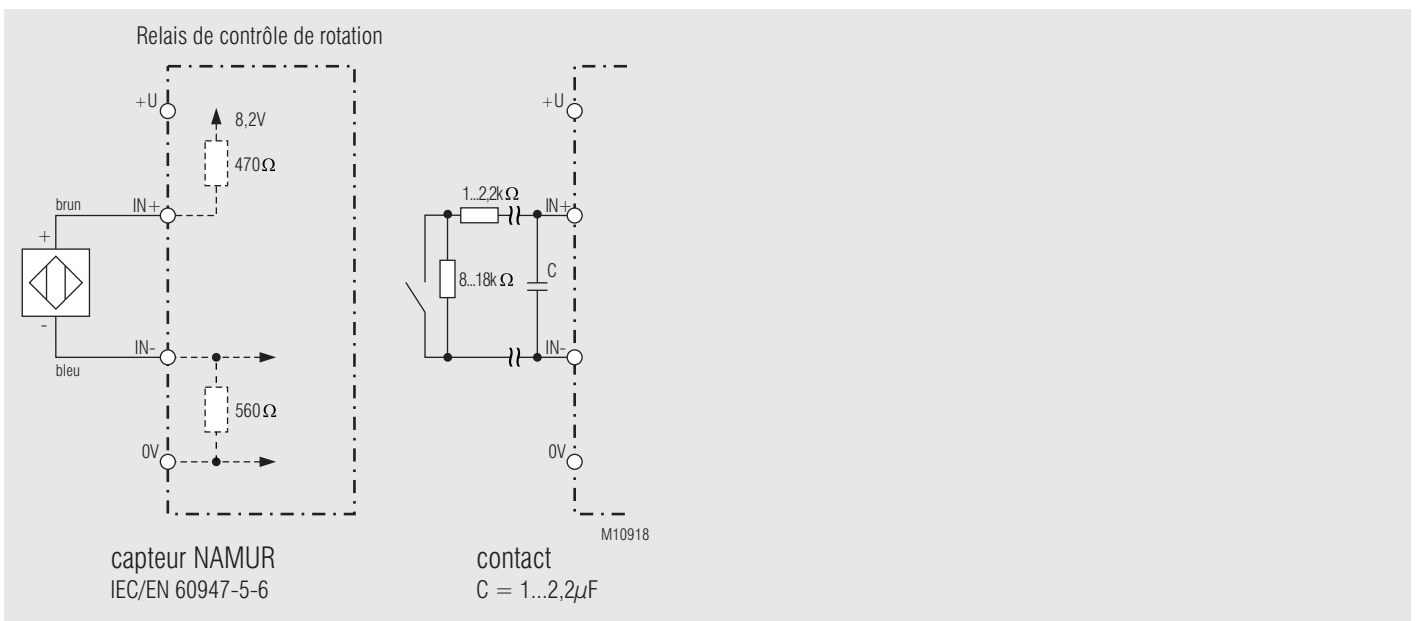 Relais de contrôle de rotation
+U
8,2V
470Ω
brun
IN+
+
-
IN-
bleu
560Ω
0V
capteur NAMUR
IEC/EN 60947-5-6
+U
1...2,2kΩ
IN+
8...18kΩ
C
IN-
0V
M10918
contact
C = 1...2,2µF